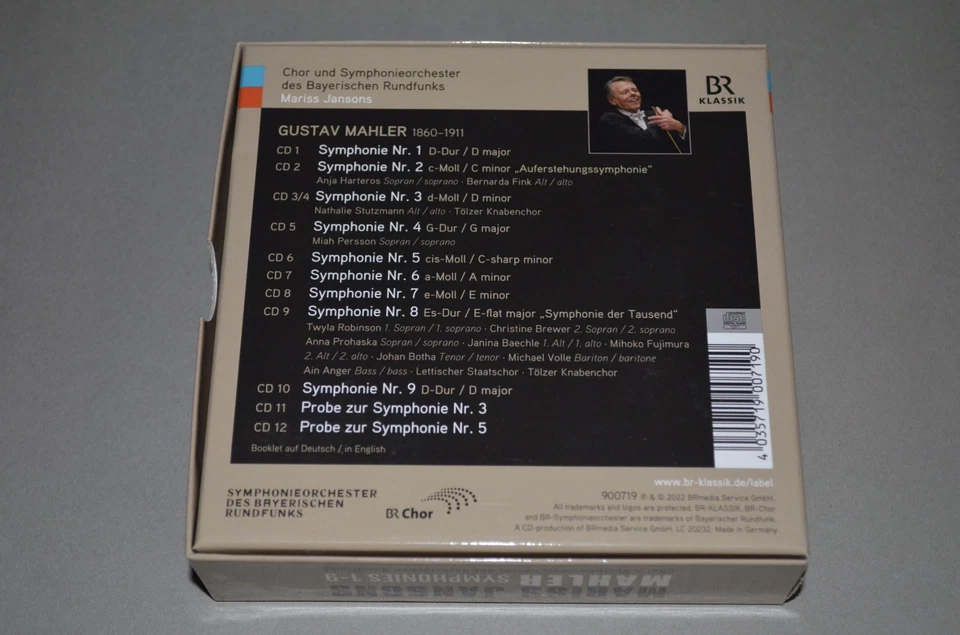 Chor und Symphonieorchester
des Bayerischen Rundfunks
Mariss Jansons
BR
KLASSIK
GUSTAV MAHLER 1860–1911
CD 1 Symphonie Nr. 1 D-Dur / D major
CD 2 Symphonie Nr. 2 c-Moll / C minor „Auferstehungssymphonie“
Anja Harteros Sopran / soprano · Bernarda Fink Alt / alto
CD 3/4 Symphonie Nr. 3 d-Moll / D minor
Nathalie Stutzmann Alt / alto · Tölzer Knabenchor
CD 5 Symphonie Nr. 4 G-Dur / G major
Miah Persson Sopran / soprano
CD 6 Symphonie Nr. 5 cis-Moll / C-sharp minor
CD 7 Symphonie Nr. 6 a-Moll / A minor
CD 8 Symphonie Nr. 7 e-Moll / E minor
CD 9 Symphonie Nr. 8 Es-Dur / E-flat major „Symphonie der Tausend“
Twyla Robinson 1. Sopran / 1. soprano · Christine Brewer 2. Sopran / 2. soprano
Anna Prohaska Sopran / soprano · Janina Baechle 1. Alt / 1. alto · Mihoko Fujimura
2. Alt / 2. alto · Johan Botha Tenor / tenor · Michael Volle Bariton / baritone
Ain Anger Bass / bass · Lettischer Staatschor · Tölzer Knabenchor
CD 10 Symphonie Nr. 9 D-Dur / D major
CD 11 Probe zur Symphonie Nr. 3
CD 12 Probe zur Symphonie Nr. 5
Booklet auf Deutsch / in English
4 035719 007190
www.br-klassik.de/label
900719 ℗ & © 2022 BRmedia Service GmbH.
All trademarks and logos are protected. BR-KLASSIK, BR-Chor
and BR-Symphonieorchester are trademarks of Bayerischer Rundfunk.
A CD-production of BRmedia Service GmbH. LC 20232. Made in Germany
SYMPHONIEORCHESTER
DES BAYERISCHEN
RUNDFUNKS
BR Chor
MAHLER SYMPHONIES 1–9
MARISS JANSONS